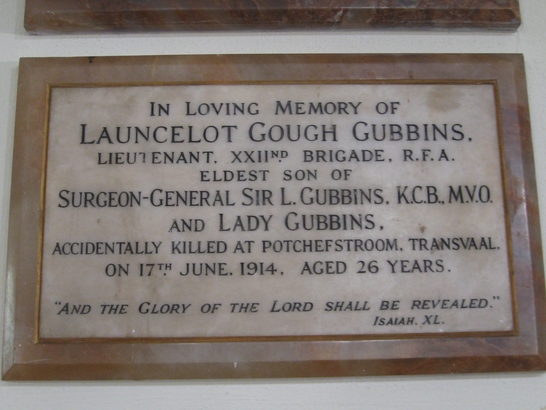 IN LOVING MEMORY OF
LAUNCELOT GOUGH GUBBINS,
LIEUTENANT, XXIIND BRIGADE, R.F.A.
ELDEST SON OF
SURGEON-GENERAL SIR L. GUBBINS, K.C.B., M.V.O.
AND LADY GUBBINS,
ACCIDENTALLY KILLED AT POTCHEFSTROOM, TRANSVAAL,
ON 17TH JUNE, 1914, AGED 26 YEARS.
"AND THE GLORY OF THE LORD SHALL BE REVEALED."
ISAIAH. XL.